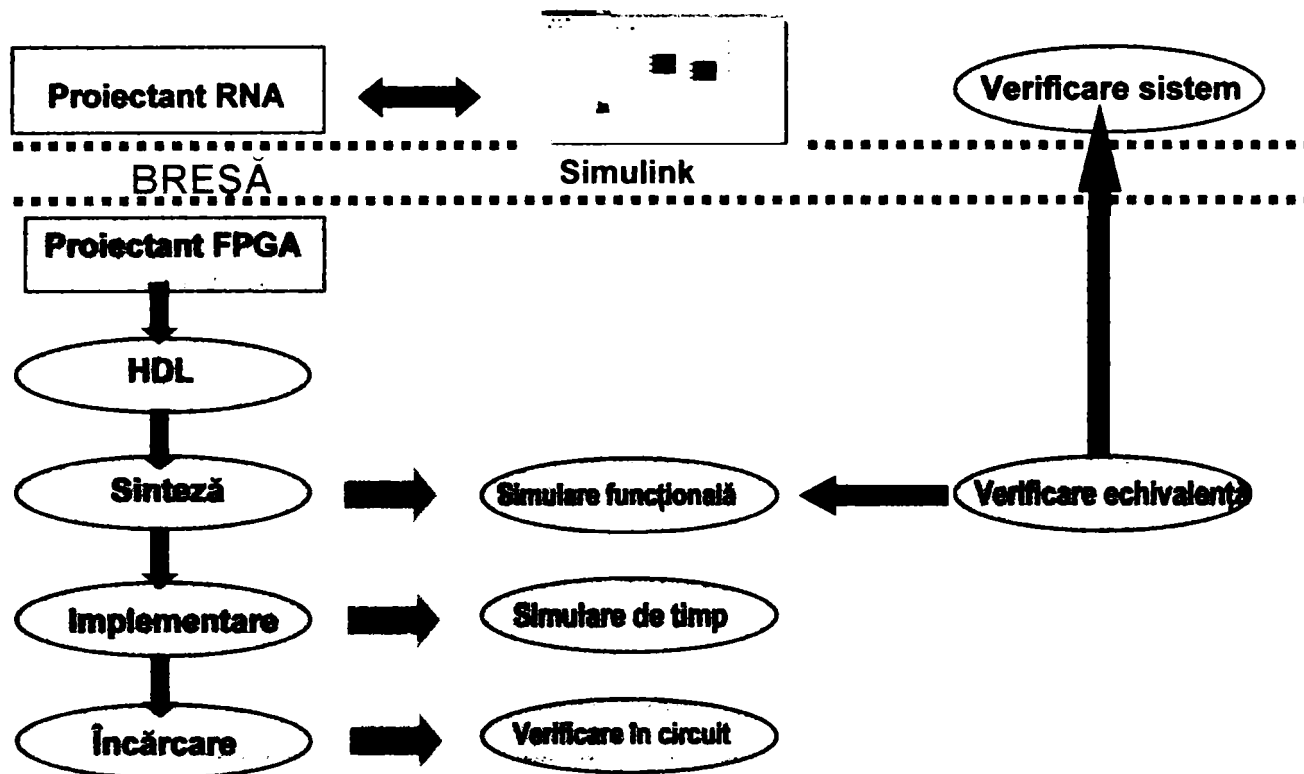 Proiectant RNA
Verificare sistem
BREȘĂ
Simulink
Proiectant FPGA
HDL
Sinteză
Simulare funcțională
Verificare echivalență
Implementare
Simulare de timp
Încărcare
Verificare în circuit